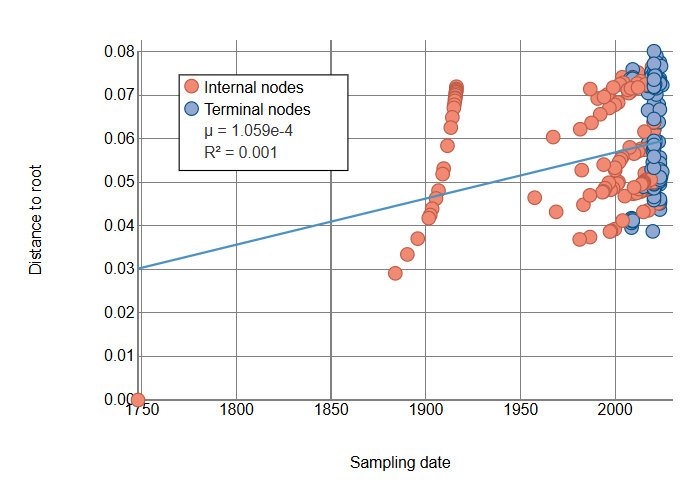 0.08
0.07
0.06
0.05
0.04
0.03
0.02
0.01
0.00
Internal nodes
Terminal nodes
μ = 1.059e-4
R² = 0.001
Distance to root
1750 1800 1850 1900 1950 2000
Sampling date